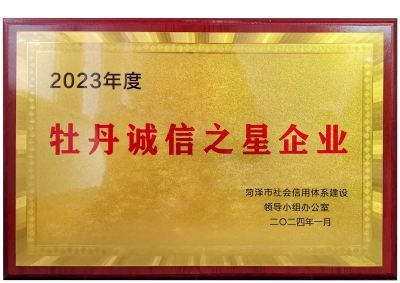 2023年度
牡丹诚信之星企业
菏泽市社会信用体系建设
领导小组办公室
二〇二四年一月